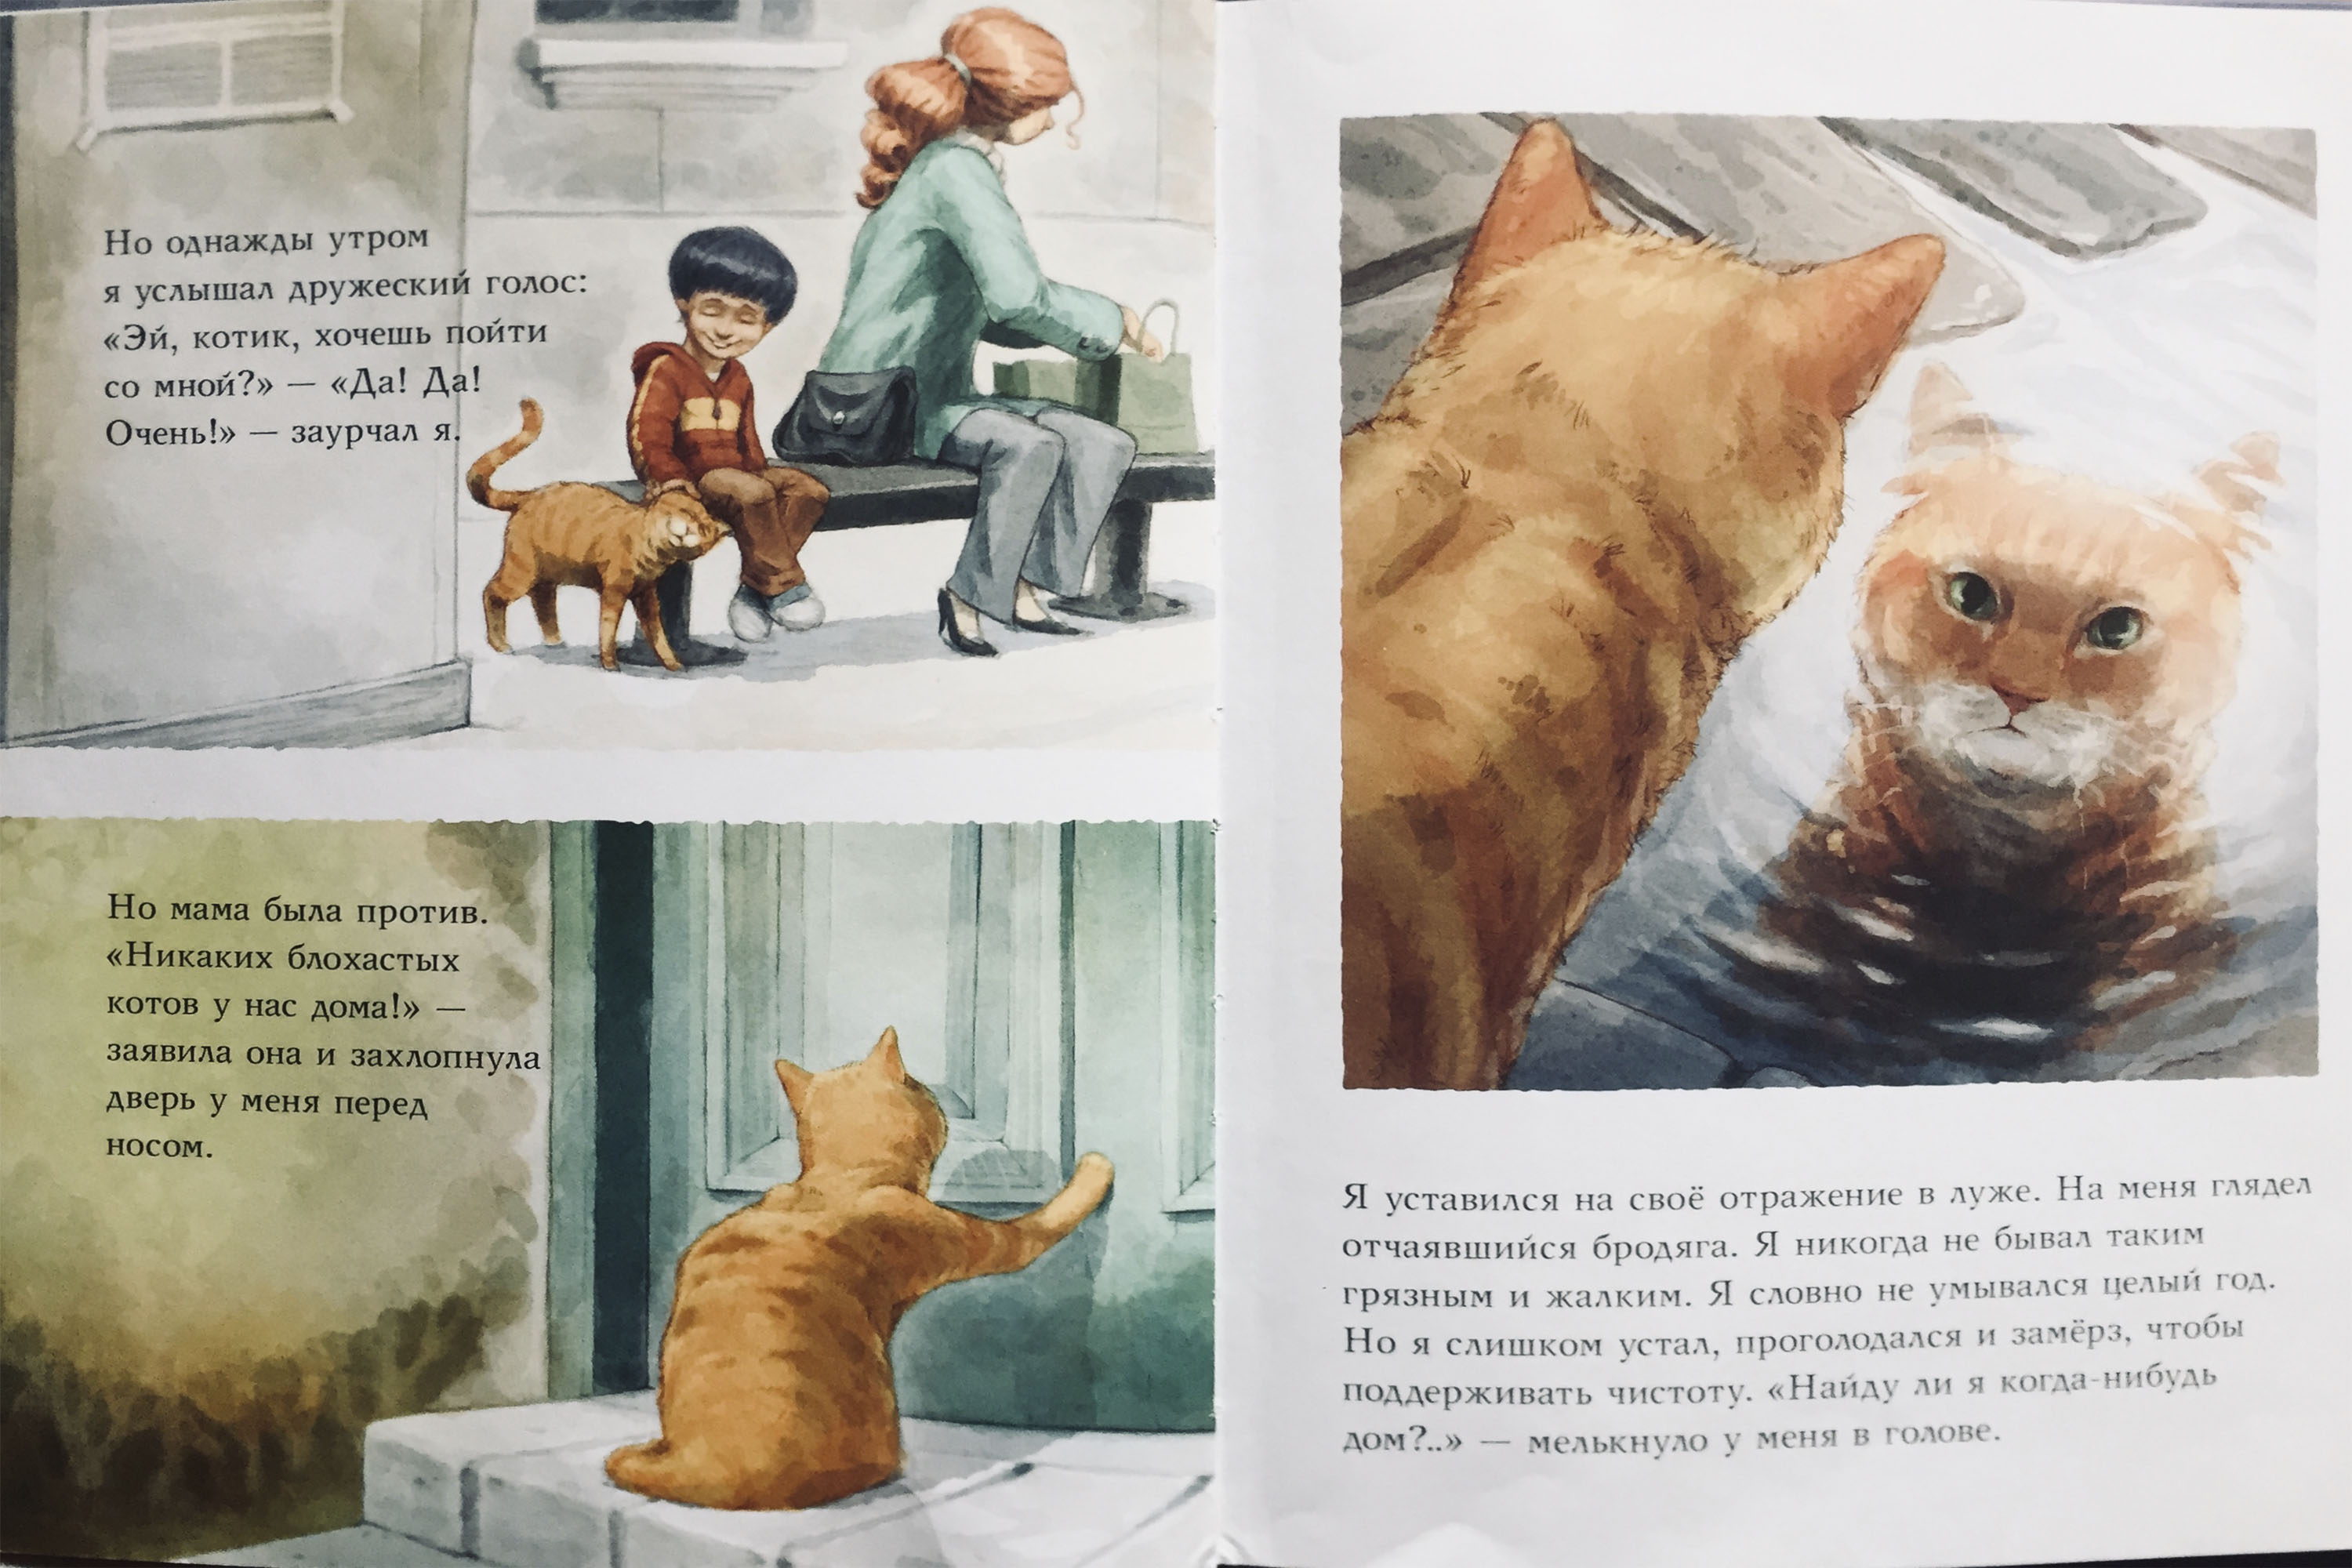 Но однажды утром
я услышал дружеский голос:
«Эй, котик, хочешь пойти
со мной?» — «Да! Да!
Очень!» — заурчал я.
Но мама была против.
«Никаких блохастых
котов у нас дома!» —
заявила она и захлопнула
дверь у меня перед
носом.
Я уставился на своё отражение в луже. На меня глядел
отчаявшийся бродяга. Я никогда не бывал таким
грязным и жалким. Я словно не умывался целый год.
Но я слишком устал, проголодался и замёрз, чтобы
поддерживать чистоту. «Найду ли я когда-нибудь
дом?..» — мелькнуло у меня в голове.